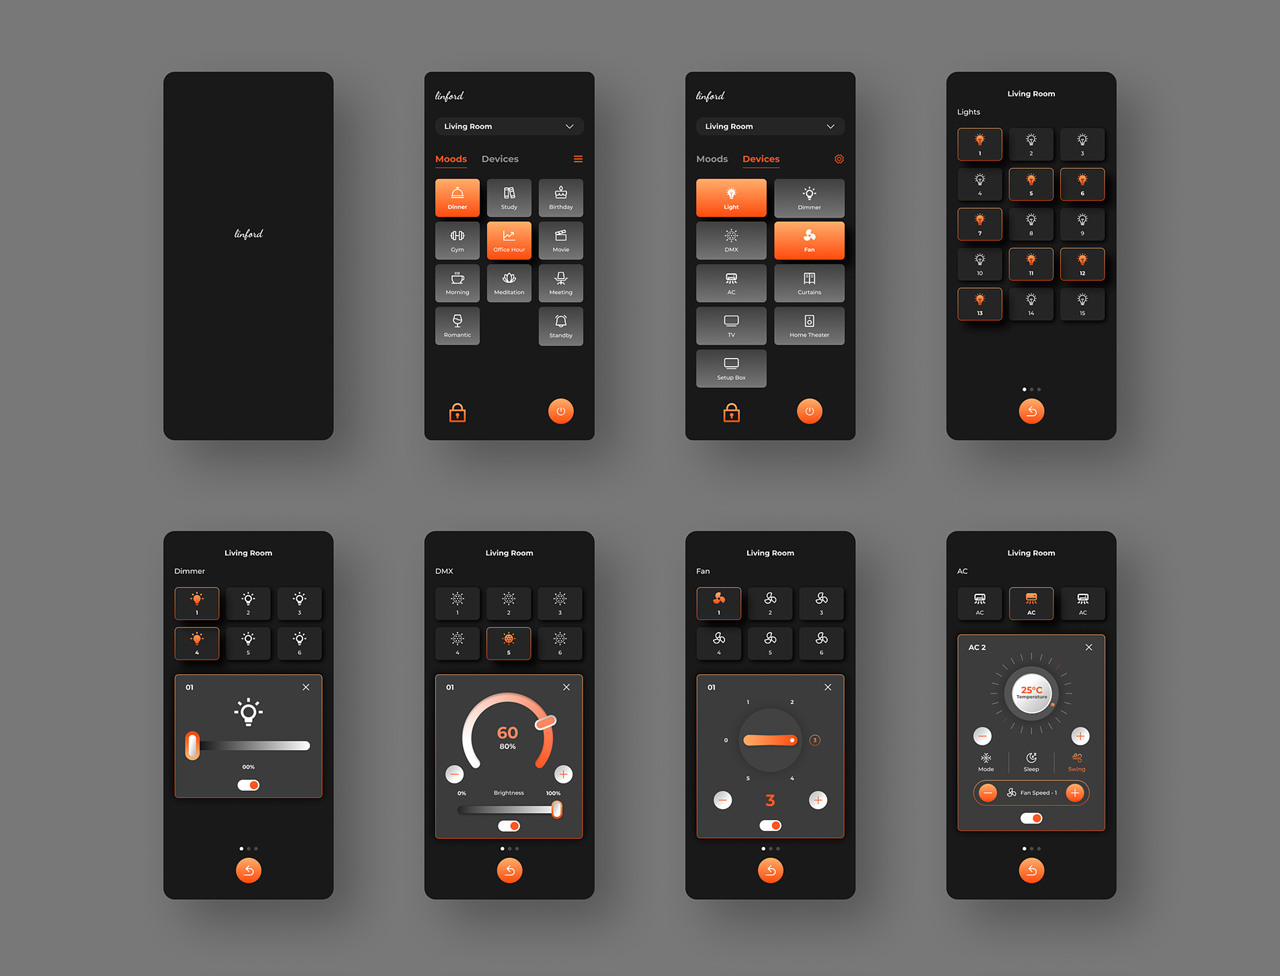 linford
linford
Living Room
Moods Devices
Dinner Study Birthday
Gym Office Hour Movie
Morning Meditation Meeting
Romantic Standby
linford
Living Room
Moods Devices
Light Dimmer
DMX Fan
AC Curtains
TV Home Theater
Setup Box
Living Room
Lights
1 2 3
4 5 6
7 8 9
10 11 12
13 14 15
Living Room
Dimmer
1 2 3
4 5 6
01
00%
Living Room
DMX
1 2 3
4 5 6
01
60
80%
0% Brightness 100%
Living Room
Fan
1 2 3
4 5 6
01
1 2
0 3
5 4
3
Living Room
AC
AC AC AC
AC 2
25°C
Temperature
Mode Sleep Swing
Fan Speed - 1